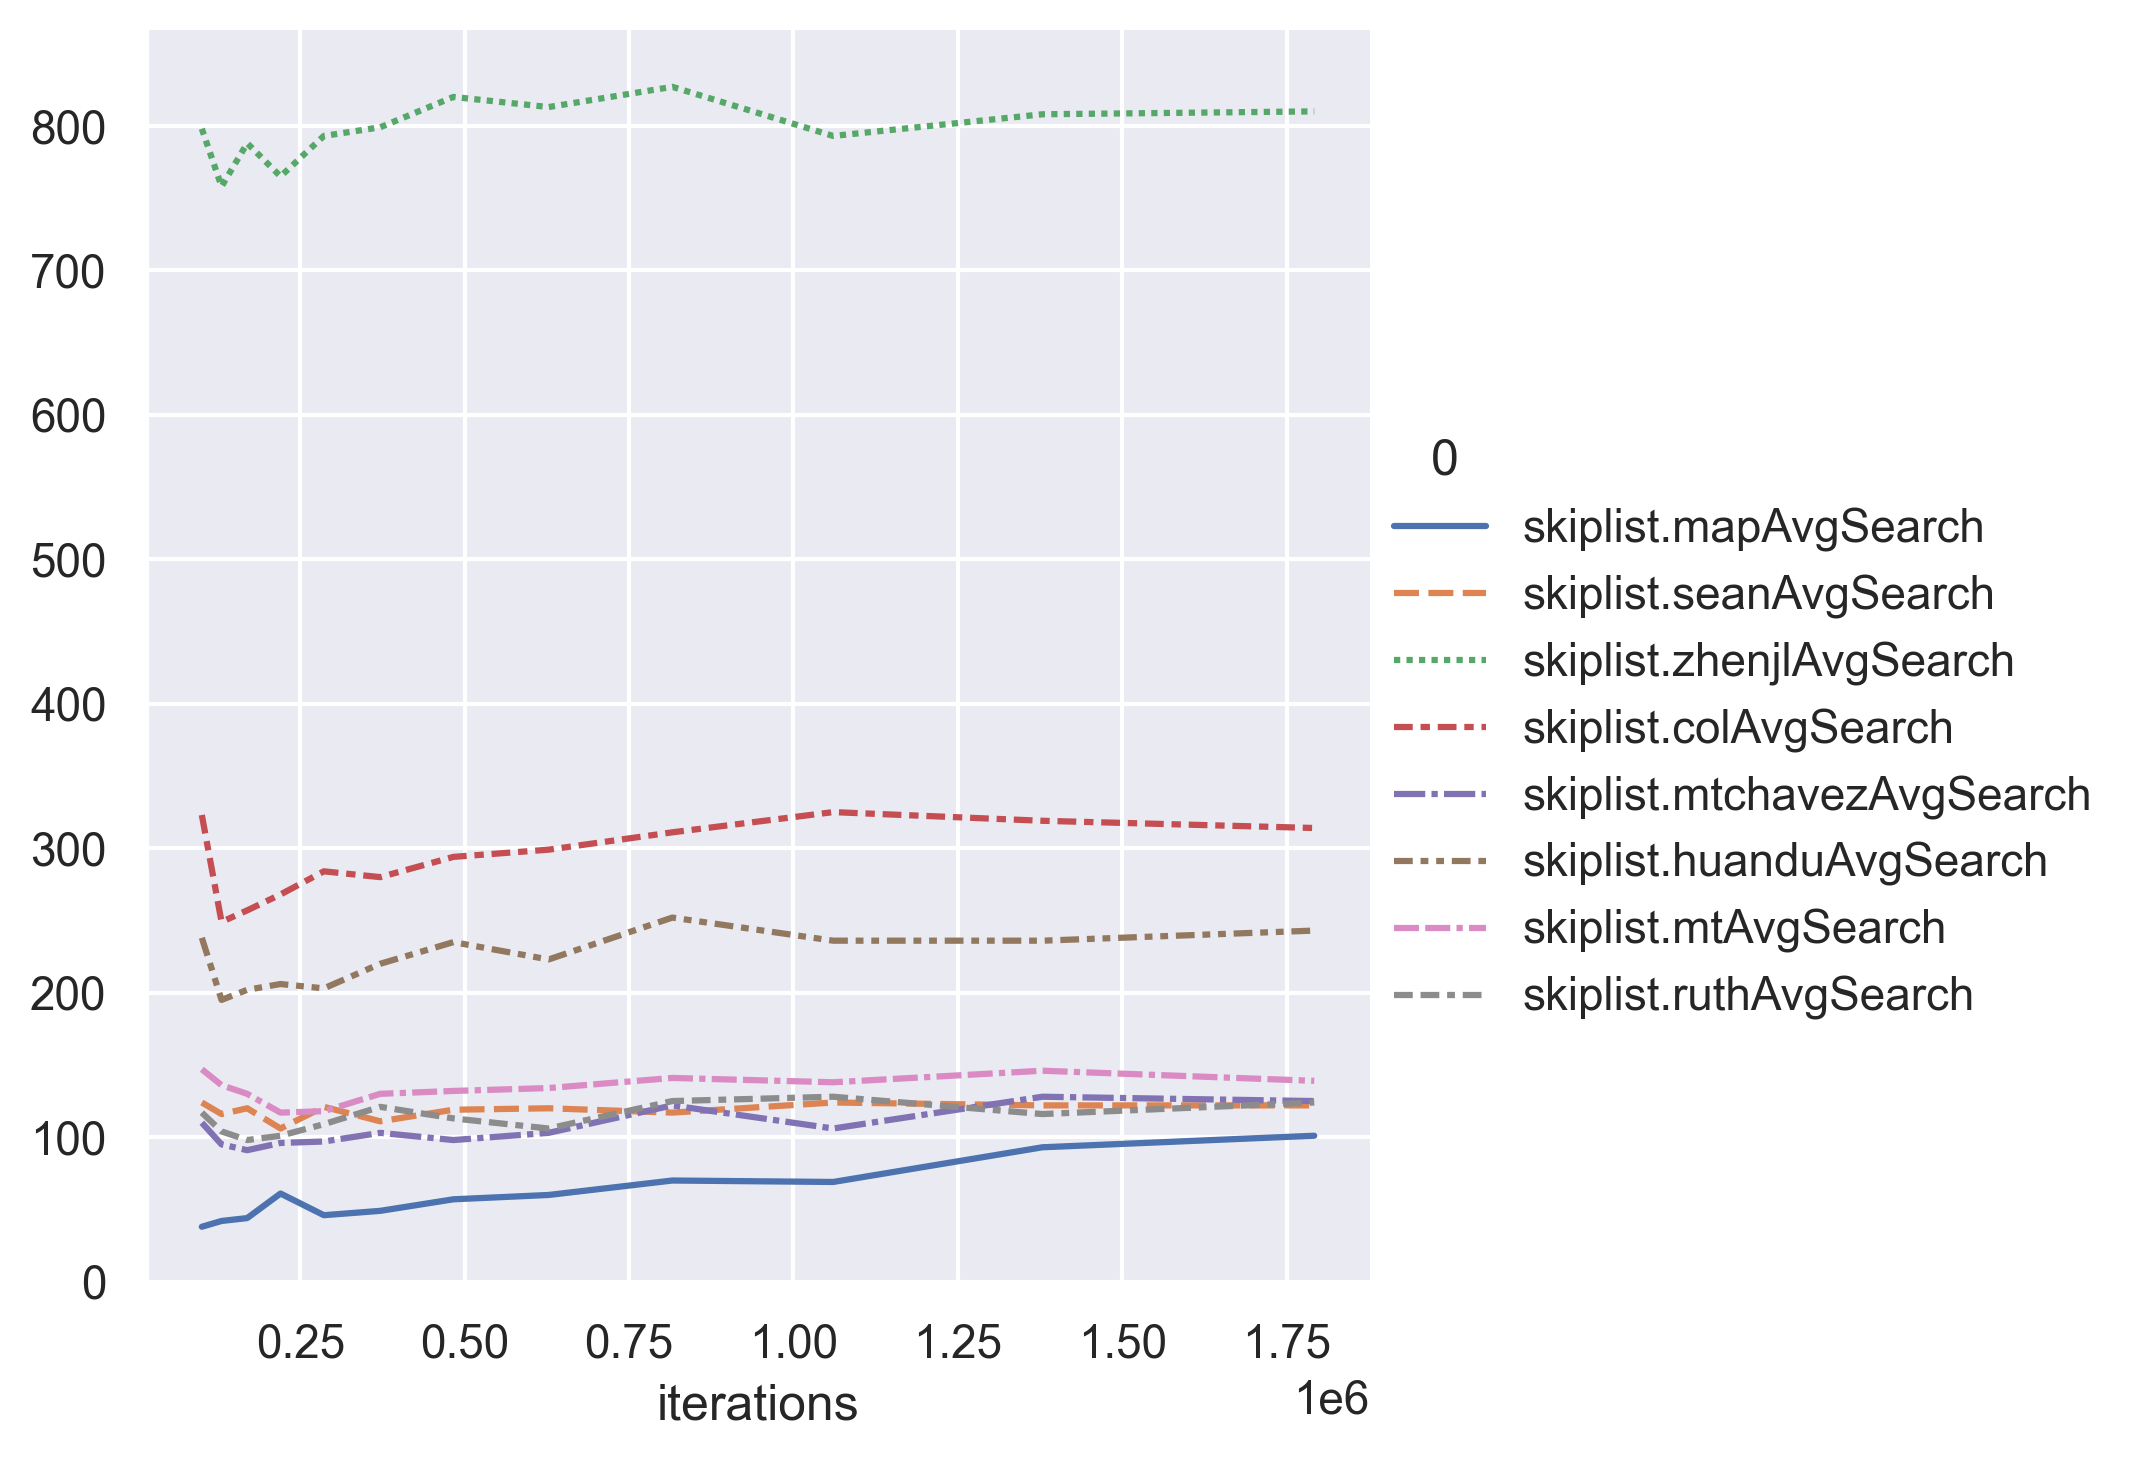 800
700
600
500
400
300
200
100
0
0.25 0.50 0.75 1.00 1.25 1.50 1.75
1e6
iterations
0
skiplist.mapAvgSearch
skiplist.seanAvgSearch
skiplist.zhenjlAvgSearch
skiplist.colAvgSearch
skiplist.mtchavezAvgSearch
skiplist.huanduAvgSearch
skiplist.mtAvgSearch
skiplist.ruthAvgSearch